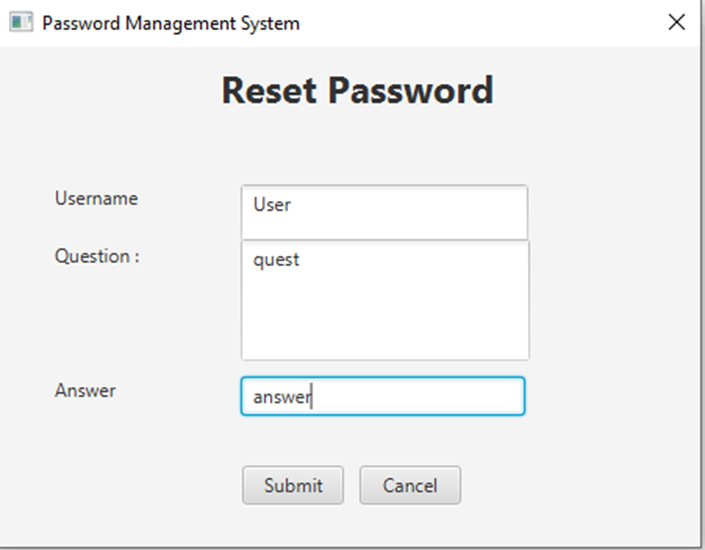 Password Management System
Reset Password
Username
User
Question :
quest
Answer
answer
Submit
Cancel